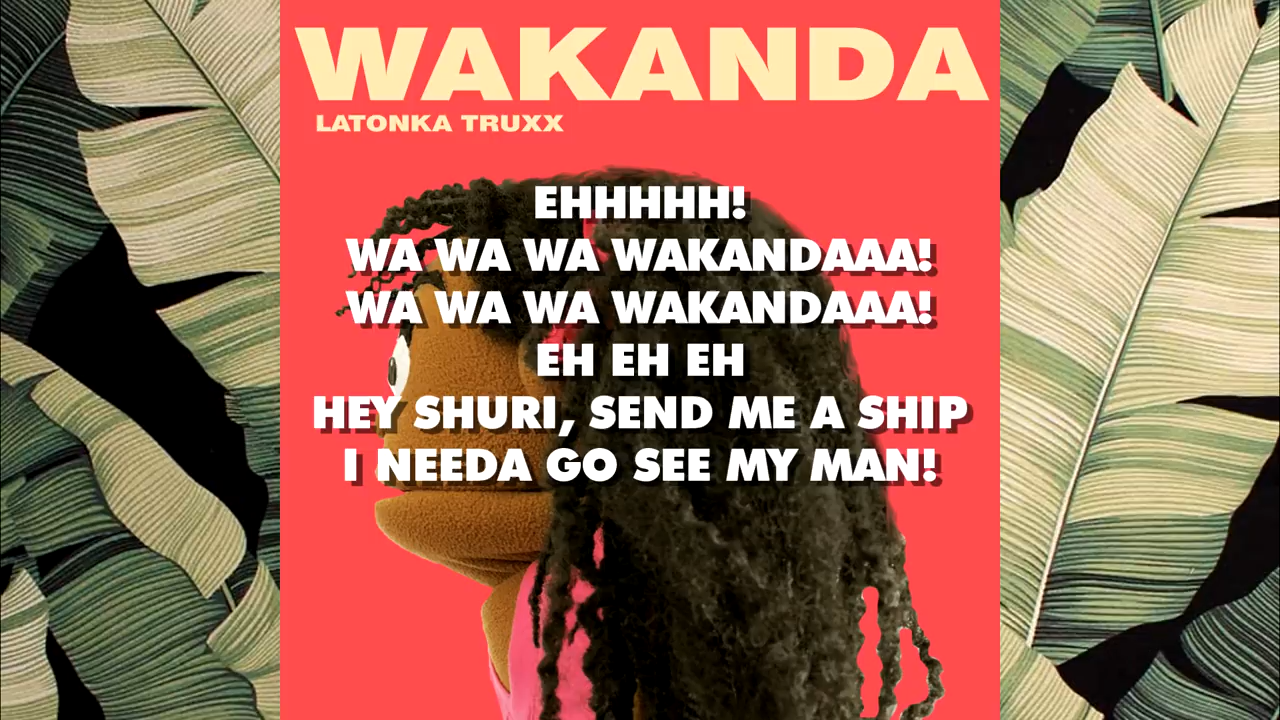 WAKANDA
LATONKA TRUXX
EHHHHH!
WA WA WA WAKANDAAA!
WA WA WA WAKANDAAA!
EH EH EH
HEY SHURI, SEND ME A SHIP
I NEEDA GO SEE MY MAN!